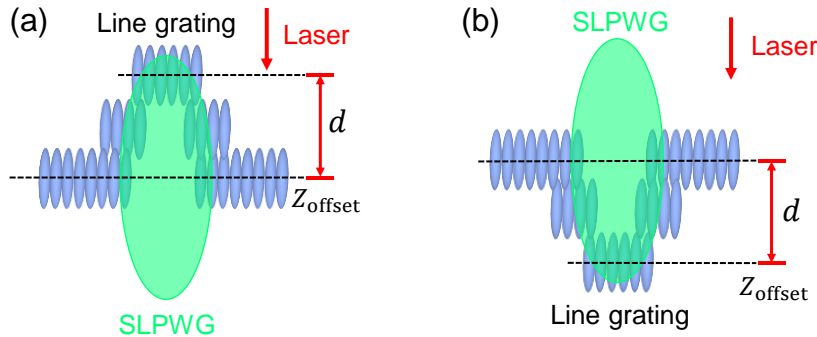 (a)
Line grating
Laser
d
Z_offset
SLPWG
(b)
SLPWG
Laser
d
Z_offset
Line grating